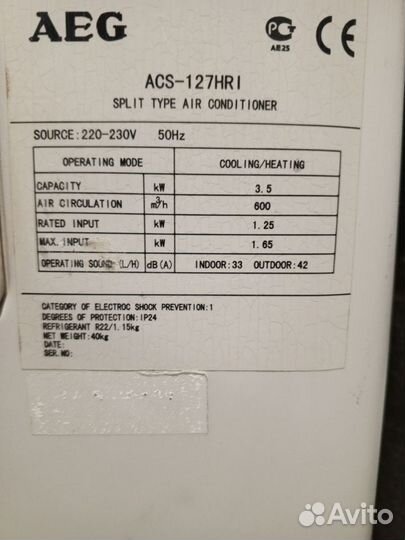 AEG
PG CE
AE25
ACS-127HRI
SPLIT TYPE AIR CONDITIONER
SOURCE:220-230V 50Hz
OPERATING MODE COOLING/HEATING
CAPACITY kW 3.5
AIR CIRCULATION m³/h 600
RATED INPUT kW 1.25
MAX. INPUT kW 1.65
OPERATING SOUND (L/H) dB(A) INDOOR:33 OUTDOOR:42
CATEGORY OF ELECTROC SHOCK PREVENTION:1
DEGREES OF PROTECTION:IP24
REFRIGERANT R22/1.15kg
NET WEIGHT:40kg
DATE:
SER.NO:
Avito